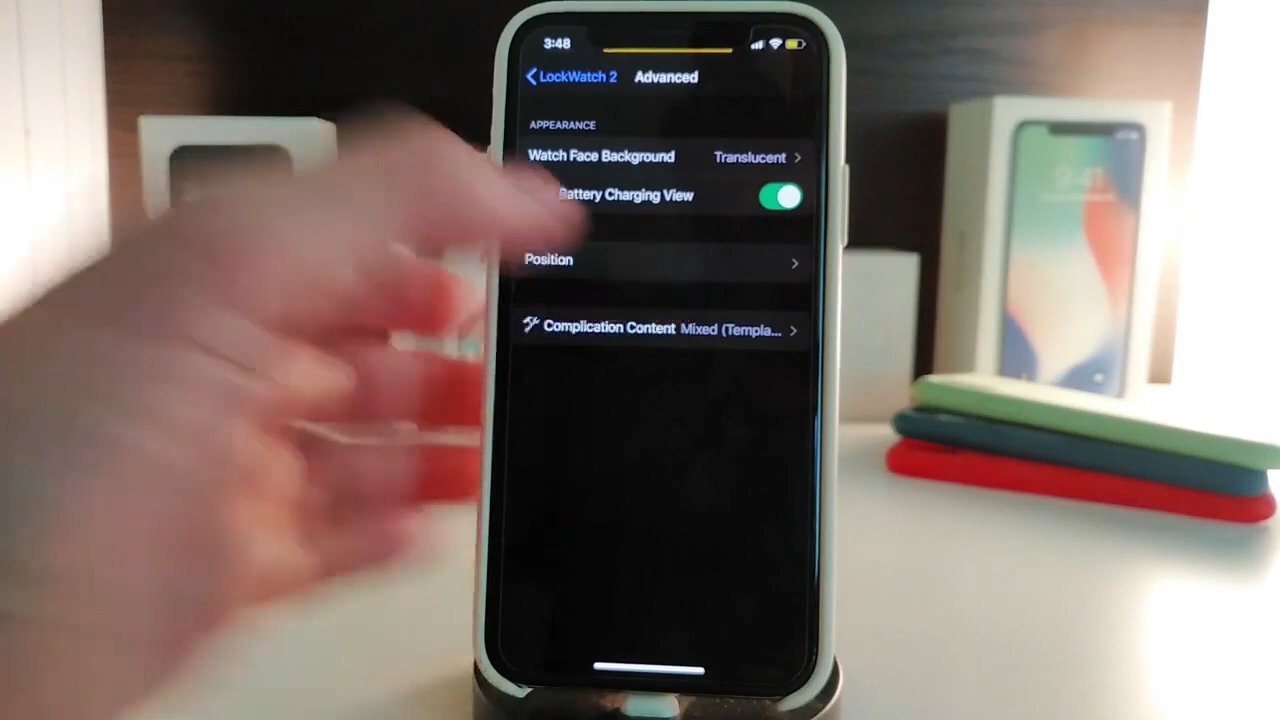 3:48
LockWatch 2 Advanced
APPEARANCE
Watch Face Background Translucent
Battery Charging View
Position
Complication Content Mixed (Templa...
9:41